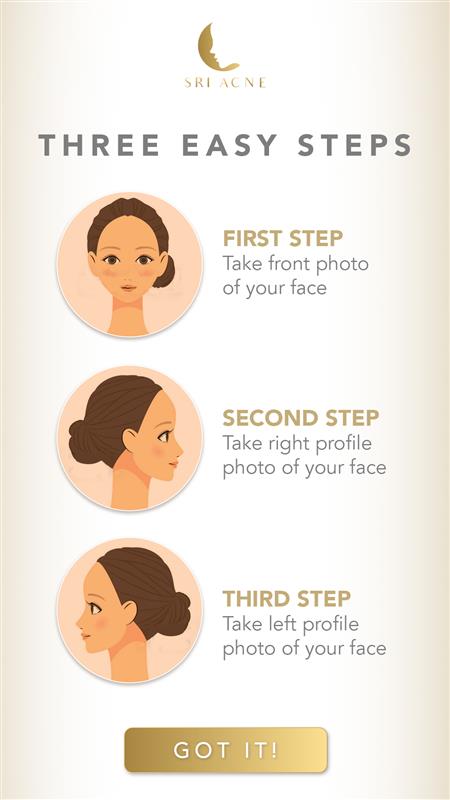 SRI ACNE
THREE EASY STEPS
FIRST STEP
Take front photo
of your face
SECOND STEP
Take right profile
photo of your face
THIRD STEP
Take left profile
photo of your face
GOT IT!